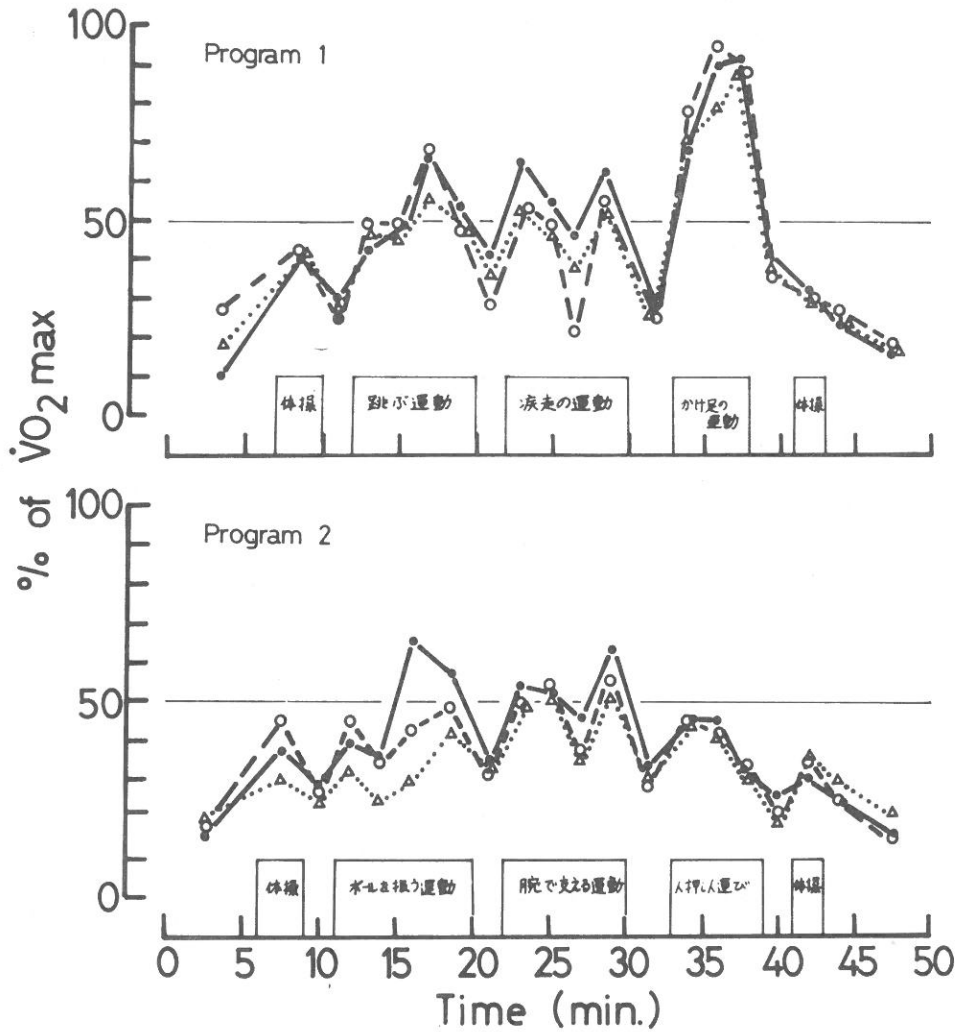 100
Program 1
50
0
体操
跳ぶ運動
疾走の運動
かけ足の
運動
体操
% of V̇O2max
100
Program 2
50
0
体操
ボールを扱う運動
腕で支える運動
人押し人運び
体操
0 5 10 15 20 25 30 35 40 45 50
Time (min.)